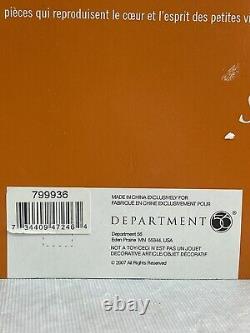 pièces qui reproduisent le cœur et l'esprit des petites vi
S
799936
7 34409 47246 4
MADE IN CHINA EXCLUSIVELY FOR
FABRIQUÉ EN CHINE EXCLUSIVEMENT POUR
DEPARTMENT 56
Department 56
Eden Prairie MN 55344, USA
NOT A TOY/CECI N'EST PAS UN JOUET
DECORATIVE ARTICLE/OBJET DÉCORATIF
© 2007 All Rights Reserved